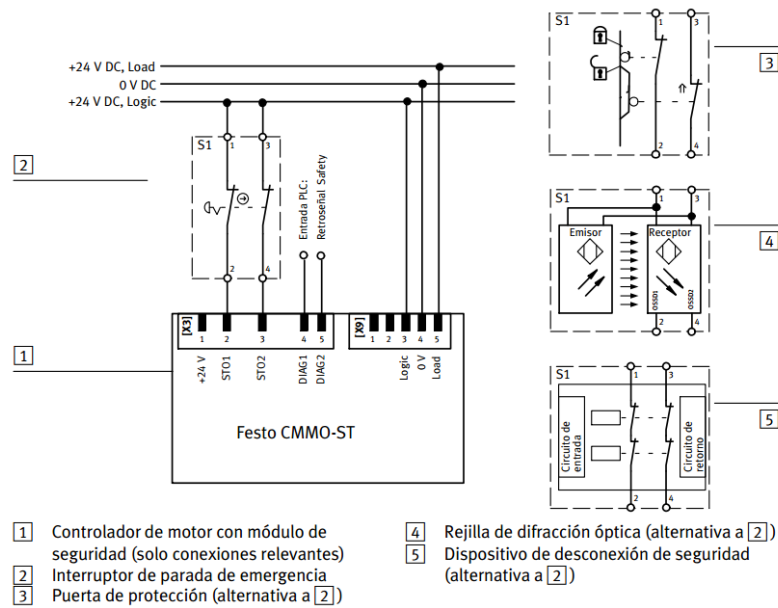 +24 V DC, Load
0 V DC
+24 V DC, Logic
2
S1
1
3
2
4
Entrada PLC:
Retroseñal Safety
1
[X3]
1
2
3
4
5
+24 V
STO1
STO2
DIAG1
DIAG2
[X9]
1
2
3
4
5
Logic
0 V
Load
Festo CMMO-ST
S1
1
3
2
4
3
S1
1
3
Emisor
Receptor
OSSD1
OSSD2
2
4
4
S1
1
3
Circuito de
entrada
Circuito de
retorno
2
4
5
1 Controlador de motor con módulo de
seguridad (solo conexiones relevantes)
2 Interruptor de parada de emergencia
3 Puerta de protección (alternativa a 2)
4 Rejilla de difracción óptica (alternativa a 2)
5 Dispositivo de desconexión de seguridad
(alternativa a 2)